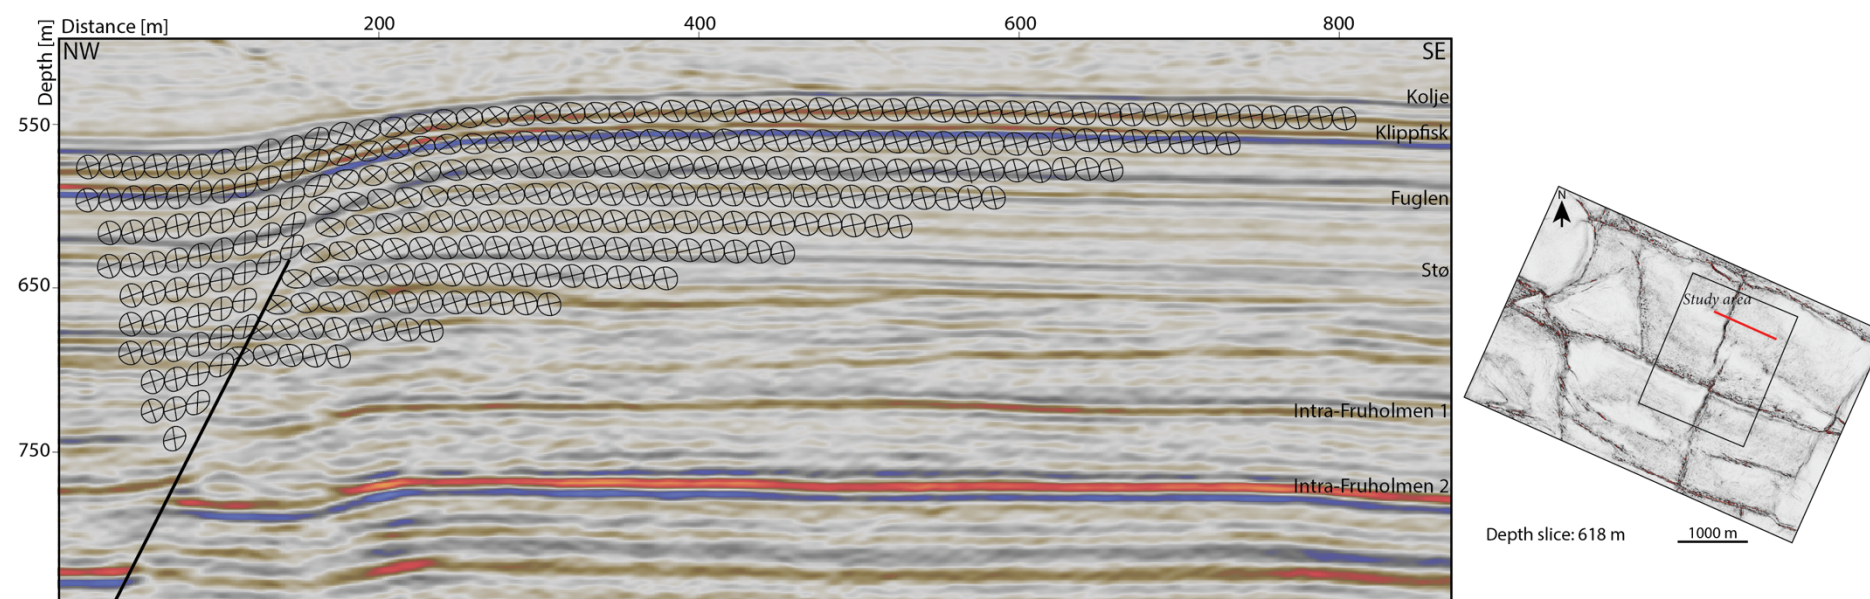 Distance [m]
200
400
600
800
Depth [m]
NW
SE
Kolje
550
Klippfisk
Fuglen
650
Stø
Intra-Fruholmen 1
750
Intra-Fruholmen 2
N
Study area
Depth slice: 618 m
1000 m